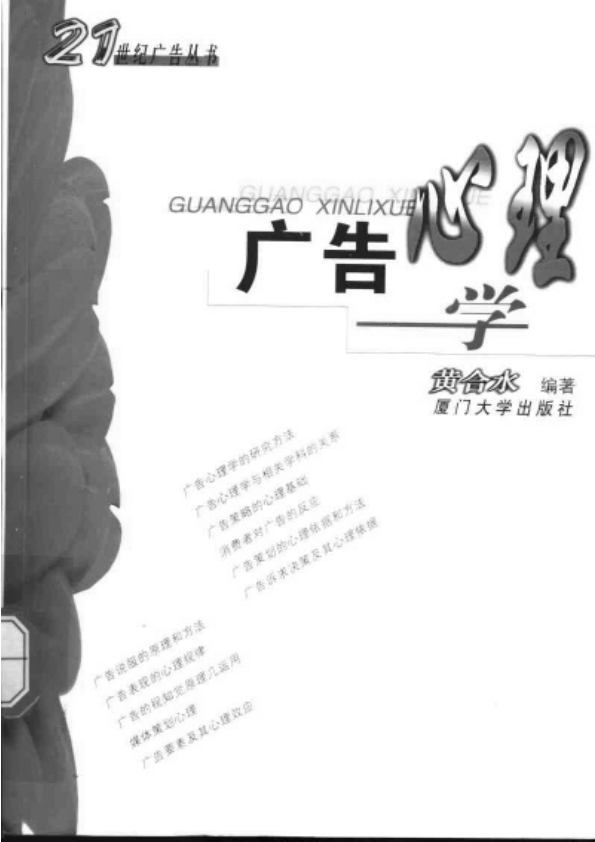 21世纪广告丛书
GUANGGAO XINLIXUE
GUANGGAO XINLIXUE
广告心理学
黄合水 编著
厦门大学出版社
广告心理学的研究方法
广告心理学与相关学科的关系
广告策略的心理基础
消费者对广告的反应
广告策划的心理依据和方法
广告诉求决策及其心理依据
广告说服的原理和方法
广告表现的心理规律
广告的视知觉原理几运用
媒体策划心理
广告要素及其心理效应